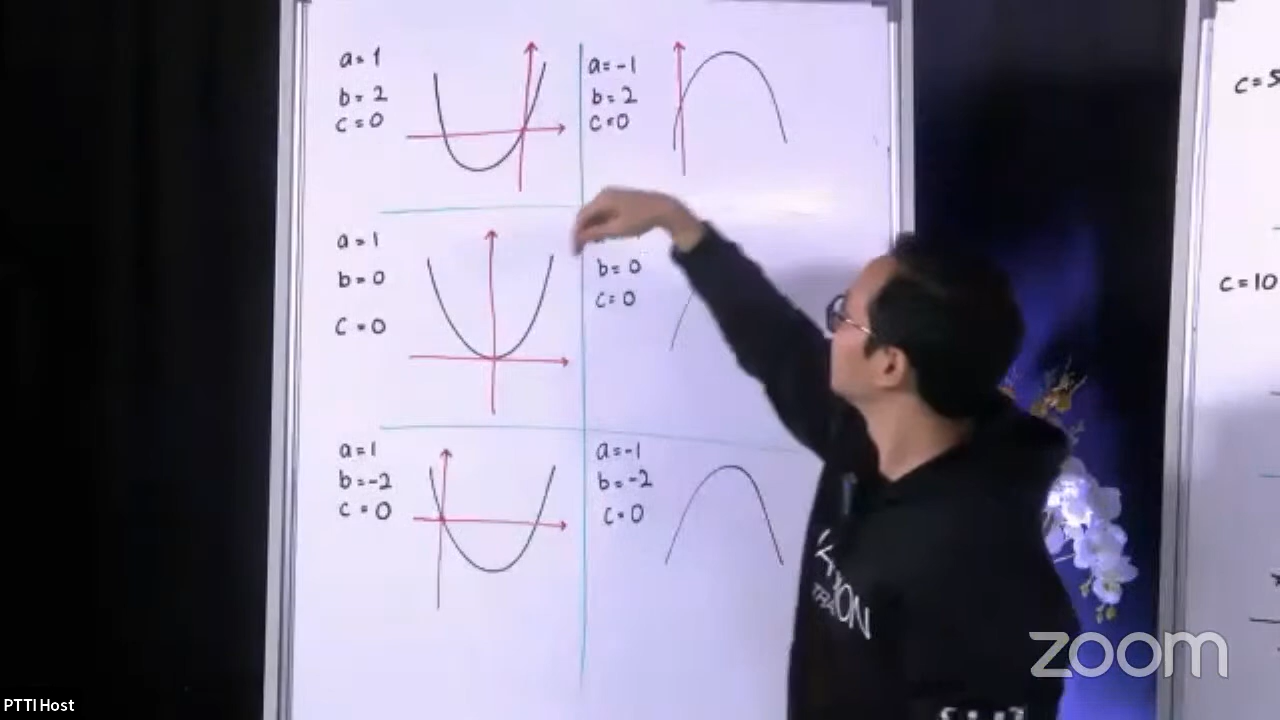 a=1
b=2
c=0
a=-1
b=2
c=0
a=1
b=0
c=0
b=0
c=0
a=1
b=-2
c=0
a=-1
b=-2
c=0
c=5
c=10
zoom
PTTI Host